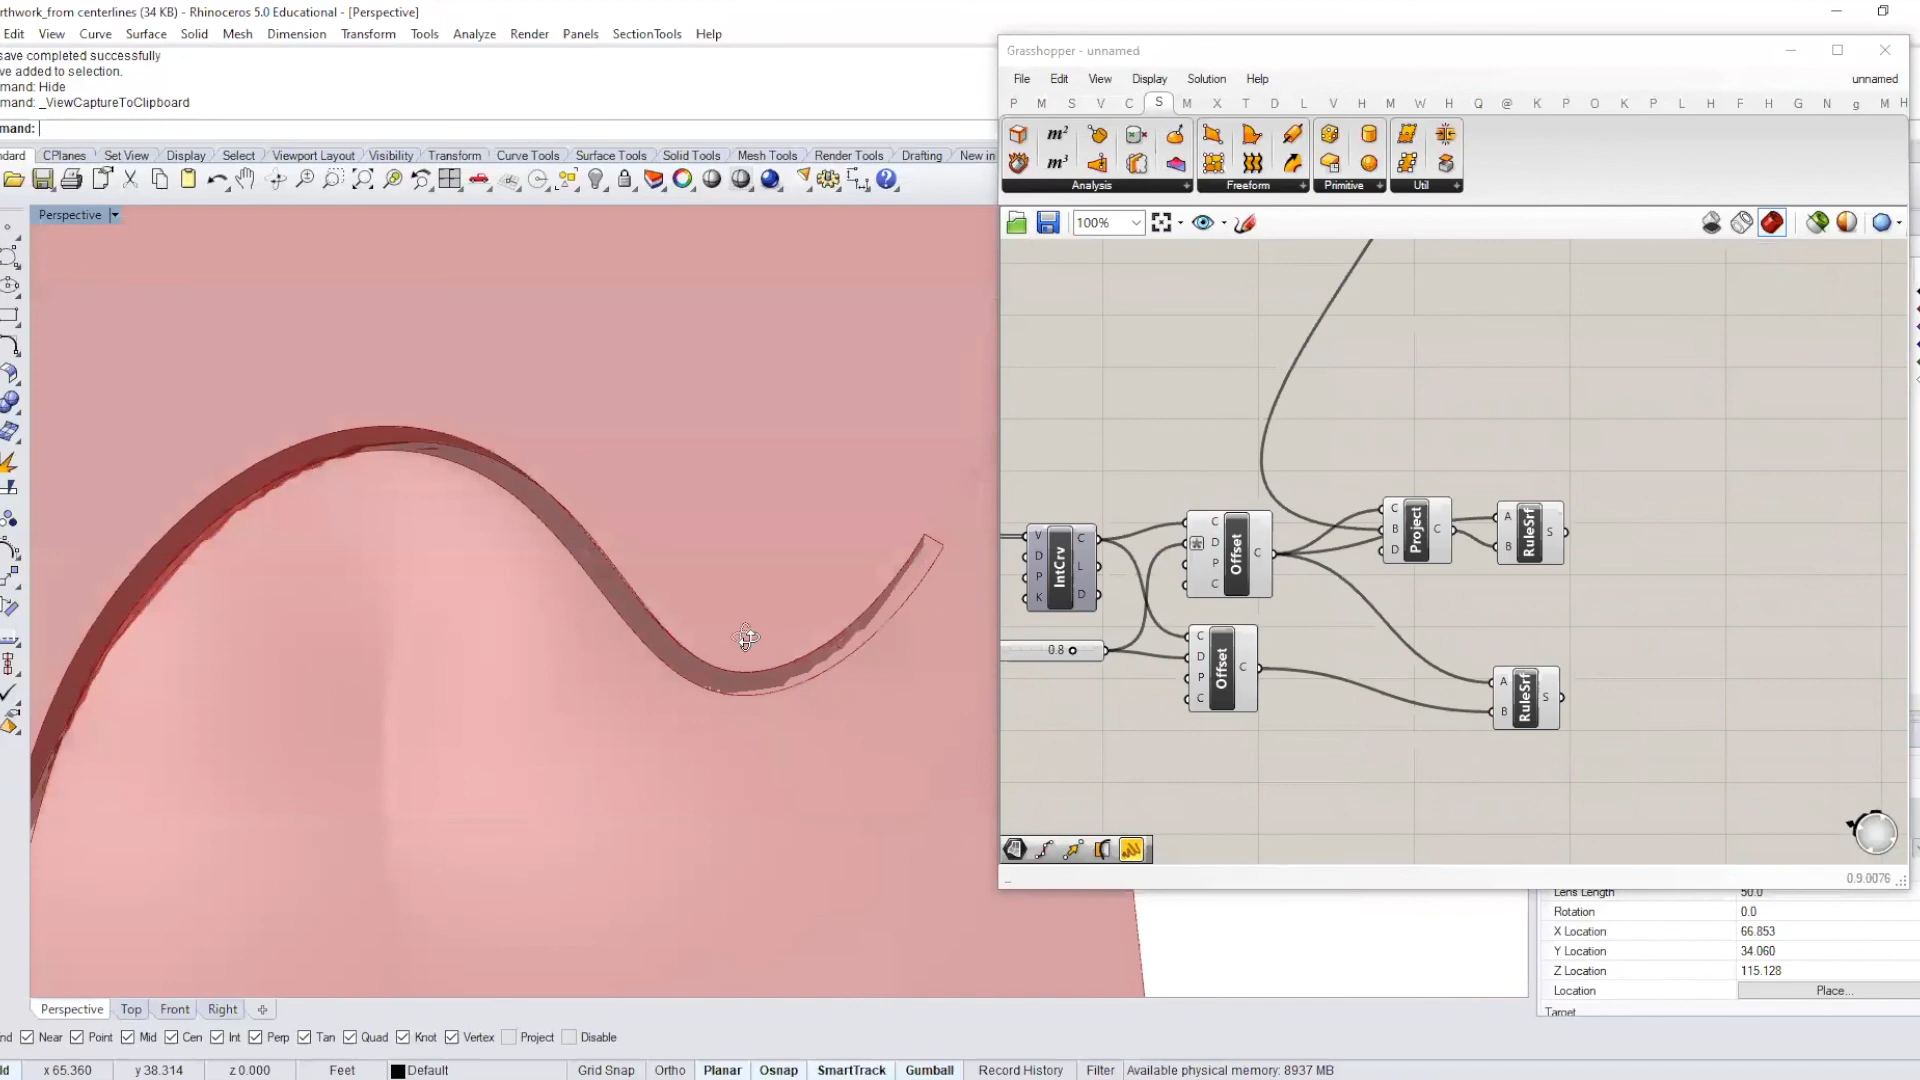 rthwork_from centerlines (34 KB) - Rhinoceros 5.0 Educational - [Perspective]
Edit View Curve Surface Solid Mesh Dimension Transform Tools Analyze Render Panels SectionTools Help
save completed successfully
ve added to selection.
mand: Hide
mand: _ViewCaptureToClipboard
mand:
ndard CPlanes Set View Display Select Viewport Layout Visibility Transform Curve Tools Surface Tools Solid Tools Mesh Tools Render Tools Drafting New in
Perspective
Grasshopper - unnamed
File Edit View Display Solution Help unnamed
P M S V C S M X T D L V H M W H Q @ K P O K P L H F H G N g M H
m² m³
Analysis Freeform Primitive Util
100%
V D P K IntCrv C L D
C D P C Offset C
C B D Project C
A B RuleSrf S
0.8
C D P C Offset C
A B RuleSrf S
0.9.0076
Lens Length 50.0
Rotation 0.0
X Location 66.853
Y Location 34.060
Z Location 115.128
Location Place...
Target
Perspective Top Front Right
nd Near Point Mid Cen Int Perp Tan Quad Knot Vertex Project Disable
ld x 65.360 y 38.314 z 0.000 Feet Default Grid Snap Ortho Planar Osnap SmartTrack Gumball Record History Filter Available physical memory: 8937 MB